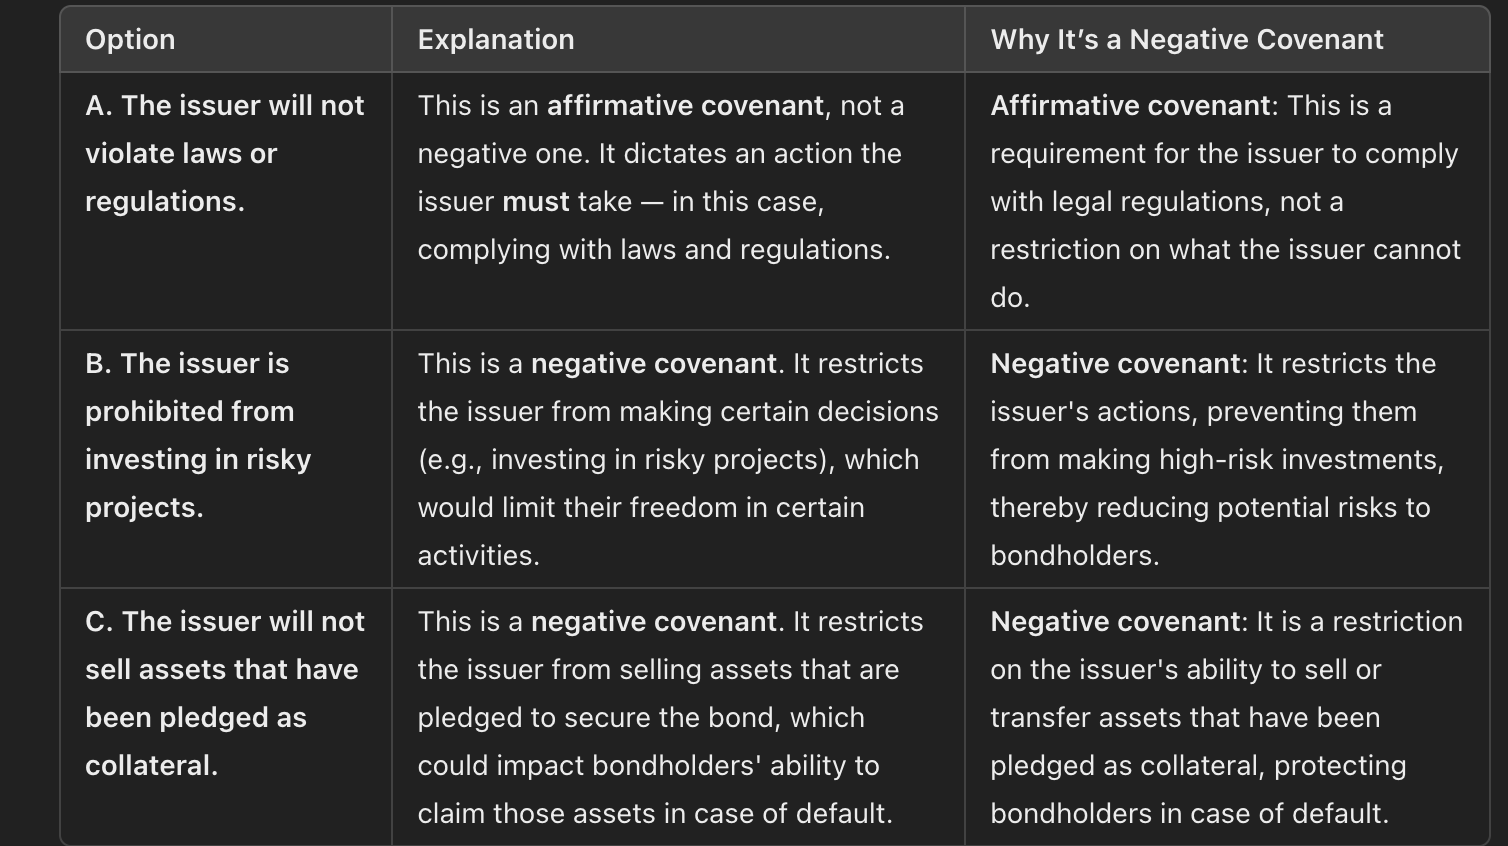 Option
Explanation
Why It’s a Negative Covenant
A. The issuer will not
violate laws or
regulations.
This is an affirmative covenant, not a
negative one. It dictates an action the
issuer must take — in this case,
complying with laws and regulations.
Affirmative covenant: This is a
requirement for the issuer to comply
with legal regulations, not a
restriction on what the issuer cannot
do.
B. The issuer is
prohibited from
investing in risky
projects.
This is a negative covenant. It restricts
the issuer from making certain decisions
(e.g., investing in risky projects), which
would limit their freedom in certain
activities.
Negative covenant: It restricts the
issuer's actions, preventing them
from making high-risk investments,
thereby reducing potential risks to
bondholders.
C. The issuer will not
sell assets that have
been pledged as
collateral.
This is a negative covenant. It restricts
the issuer from selling assets that are
pledged to secure the bond, which
could impact bondholders' ability to
claim those assets in case of default.
Negative covenant: It is a restriction
on the issuer's ability to sell or
transfer assets that have been
pledged as collateral, protecting
bondholders in case of default.